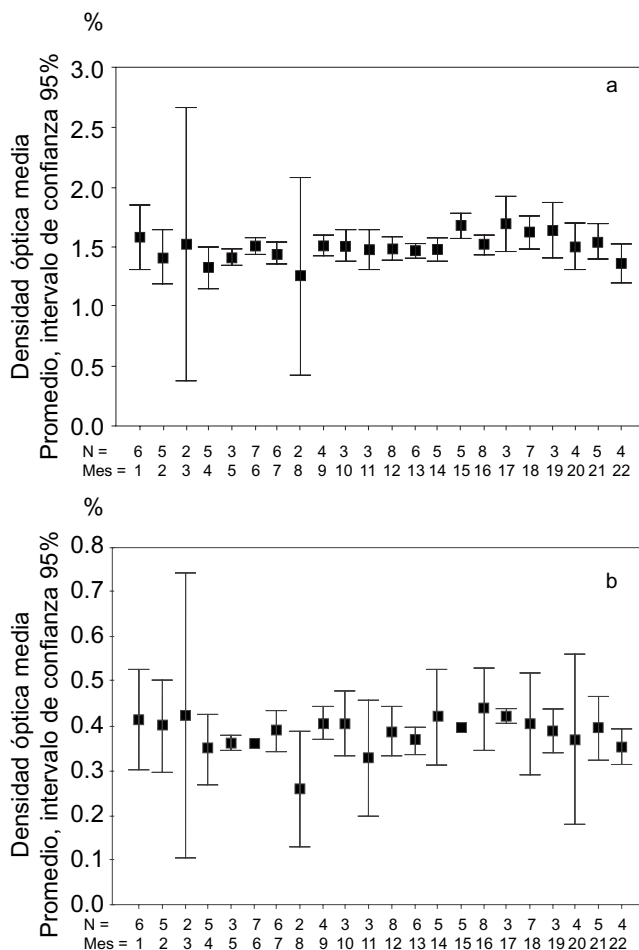 %
3.0
a
2.5
2.0
1.5
1.0
0.5
0.0
Densidad óptica media
Promedio, intervalo de confianza 95%
N = 6 5 2 5 3 7 6 2 4 3 3 8 6 5 5 8 3 7 3 4 5 4
Mes = 1 2 3 4 5 6 7 8 9 10 11 12 13 14 15 16 17 18 19 20 21 22
%
0.8
b
0.7
0.6
0.5
0.4
0.3
0.2
0.1
0.0
Densidad óptica media
Promedio, intervalo de confianza 95%
N = 6 5 2 5 3 7 6 2 4 3 3 8 6 5 5 8 3 7 3 4 5 4
Mes = 1 2 3 4 5 6 7 8 9 10 11 12 13 14 15 16 17 18 19 20 21 22